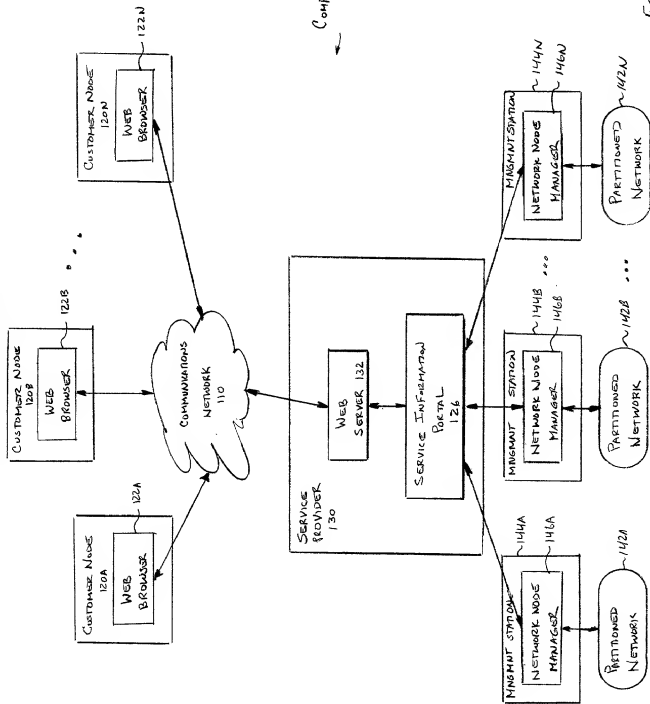 CUSTOMER NODE
120A
WEB
BROWSER
122A
CUSTOMER NODE
120B
WEB
BROWSER
122B
CUSTOMER NODE
120N
WEB
BROWSER
122N
COMMUNICATIONS
NETWORK
110
SERVICE
PROVIDER
130
WEB
SERVER 132
SERVICE INFORMATION
PORTAL
126
MNGMNT STATION
144A
NETWORK NODE
MANAGER
146A
PARTITIONED
NETWORK
142A
MNGMNT STATION
144B
NETWORK NODE
MANAGER
146B
PARTITIONED
NETWORK
142B
MNGMNT STATION
144N
NETWORK NODE
MANAGER
146N
PARTITIONED
NETWORK
142N